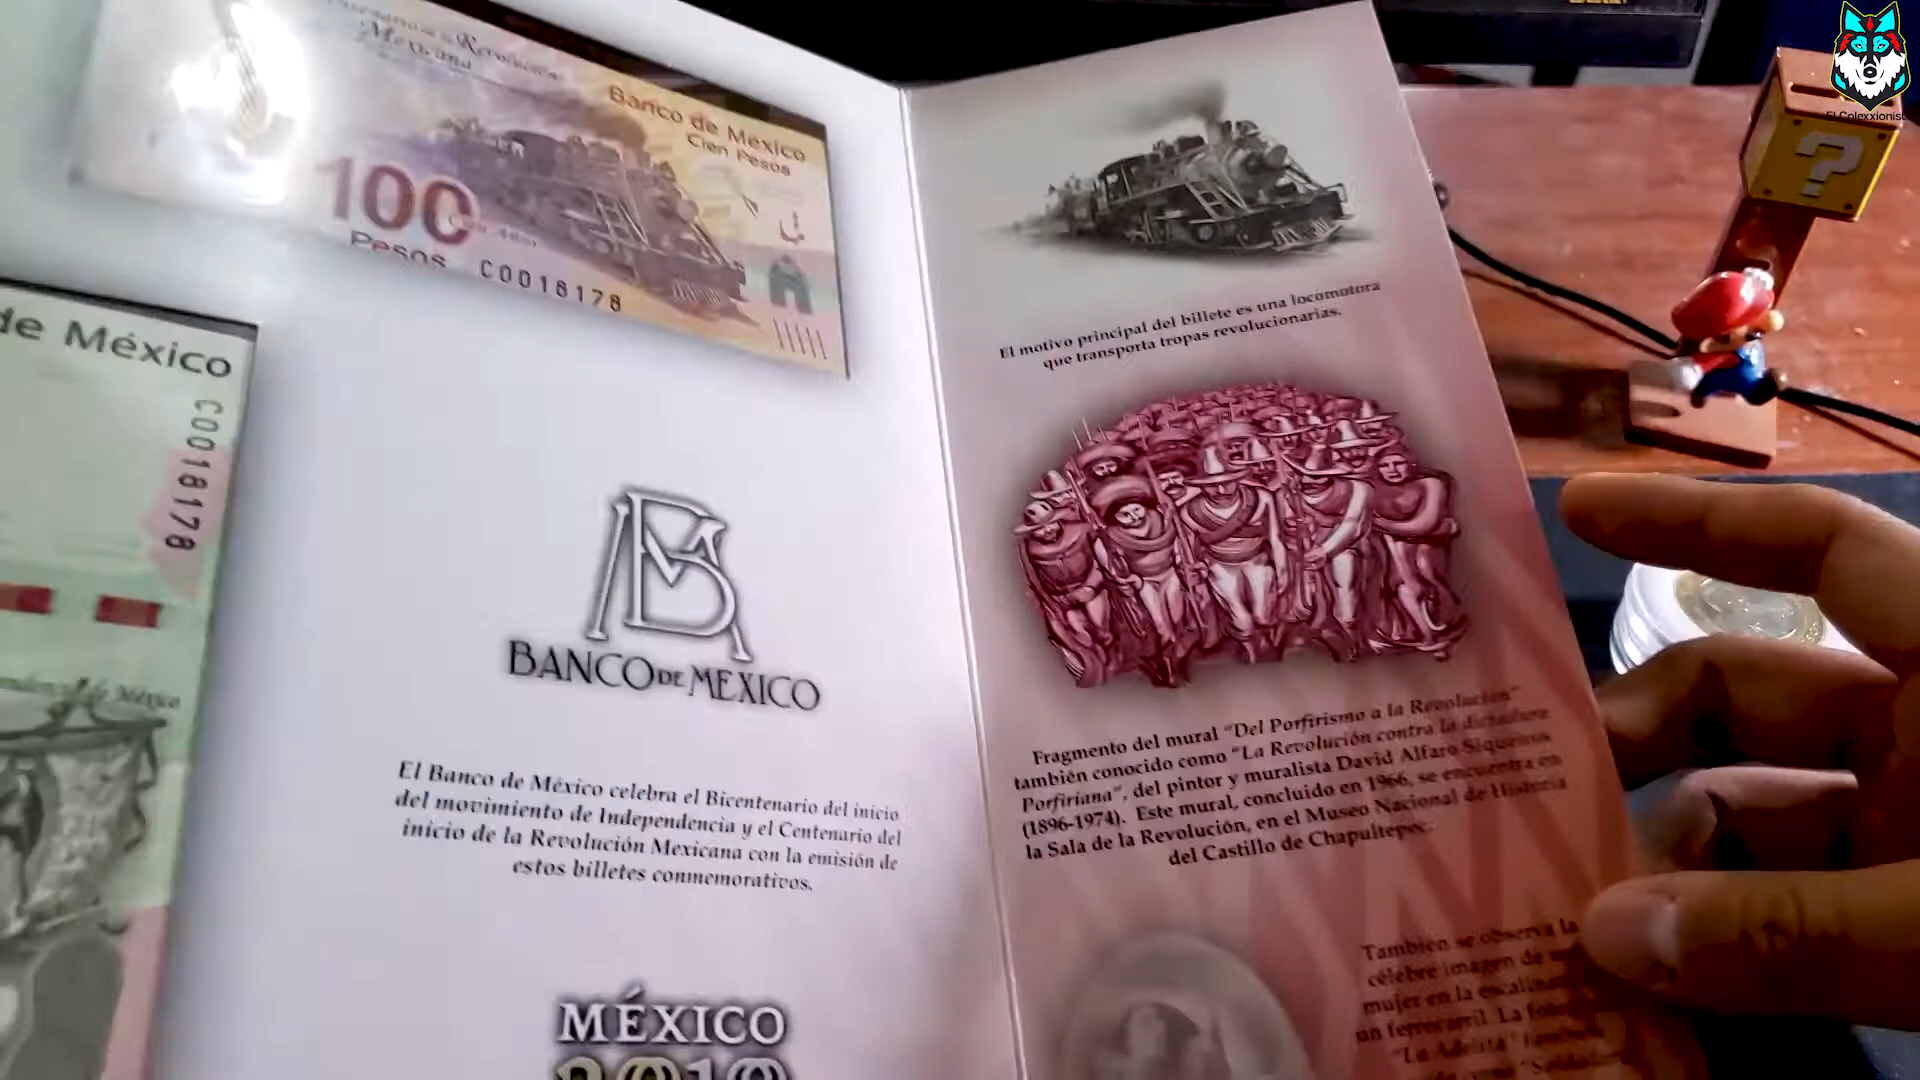 Mexicana
Banco de México
Cien Pesos
100
Pesos
C0018178
de México
C0018178
BM
BANCO DE MEXICO
El Banco de México celebra el Bicentenario del inicio
del movimiento de Independencia y el Centenario del
inicio de la Revolución Mexicana con la emisión de
estos billetes conmemorativos.
MÉXICO
2010
El motivo principal del billete es una locomotora
que transporta tropas revolucionarias.
Fragmento del mural "Del Porfirismo a la Revolución"
también conocido como "La Revolución contra la dictadura
Porfiriana", del pintor y muralista David Alfaro Siqueiros
(1896-1974). Este mural, concluido en 1966, se encuentra en
la Sala de la Revolución, en el Museo Nacional de Historia
del Castillo de Chapultepec.
También se observa la
célebre imagen de
mujer en la
un ferrocarril. La
"La Adelita"
?
El Colexxionista